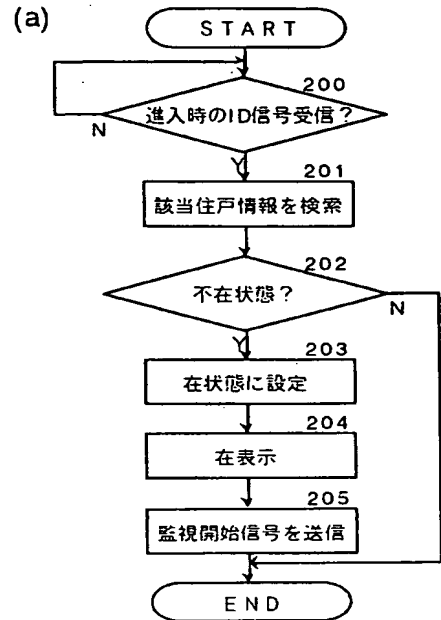 (a)
START
200
進入時のID信号受信？
N
Y
201
該当住戸情報を検索
202
不在状態？
N
Y
203
在状態に設定
204
在表示
205
監視開始信号を送信
END